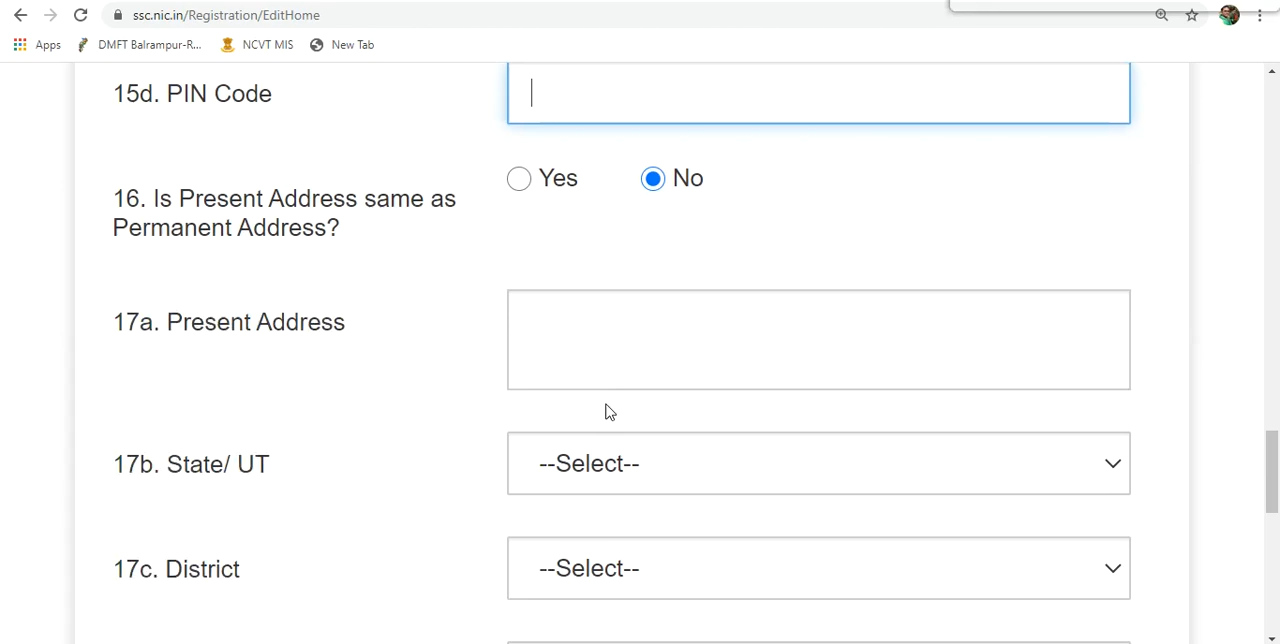 ssc.nic.in/Registration/EditHome
Apps DMFT Balrampur-R... NCVT MIS New Tab
15d. PIN Code
Yes No
16. Is Present Address same as
Permanent Address?
17a. Present Address
17b. State/ UT --Select--
17c. District --Select--